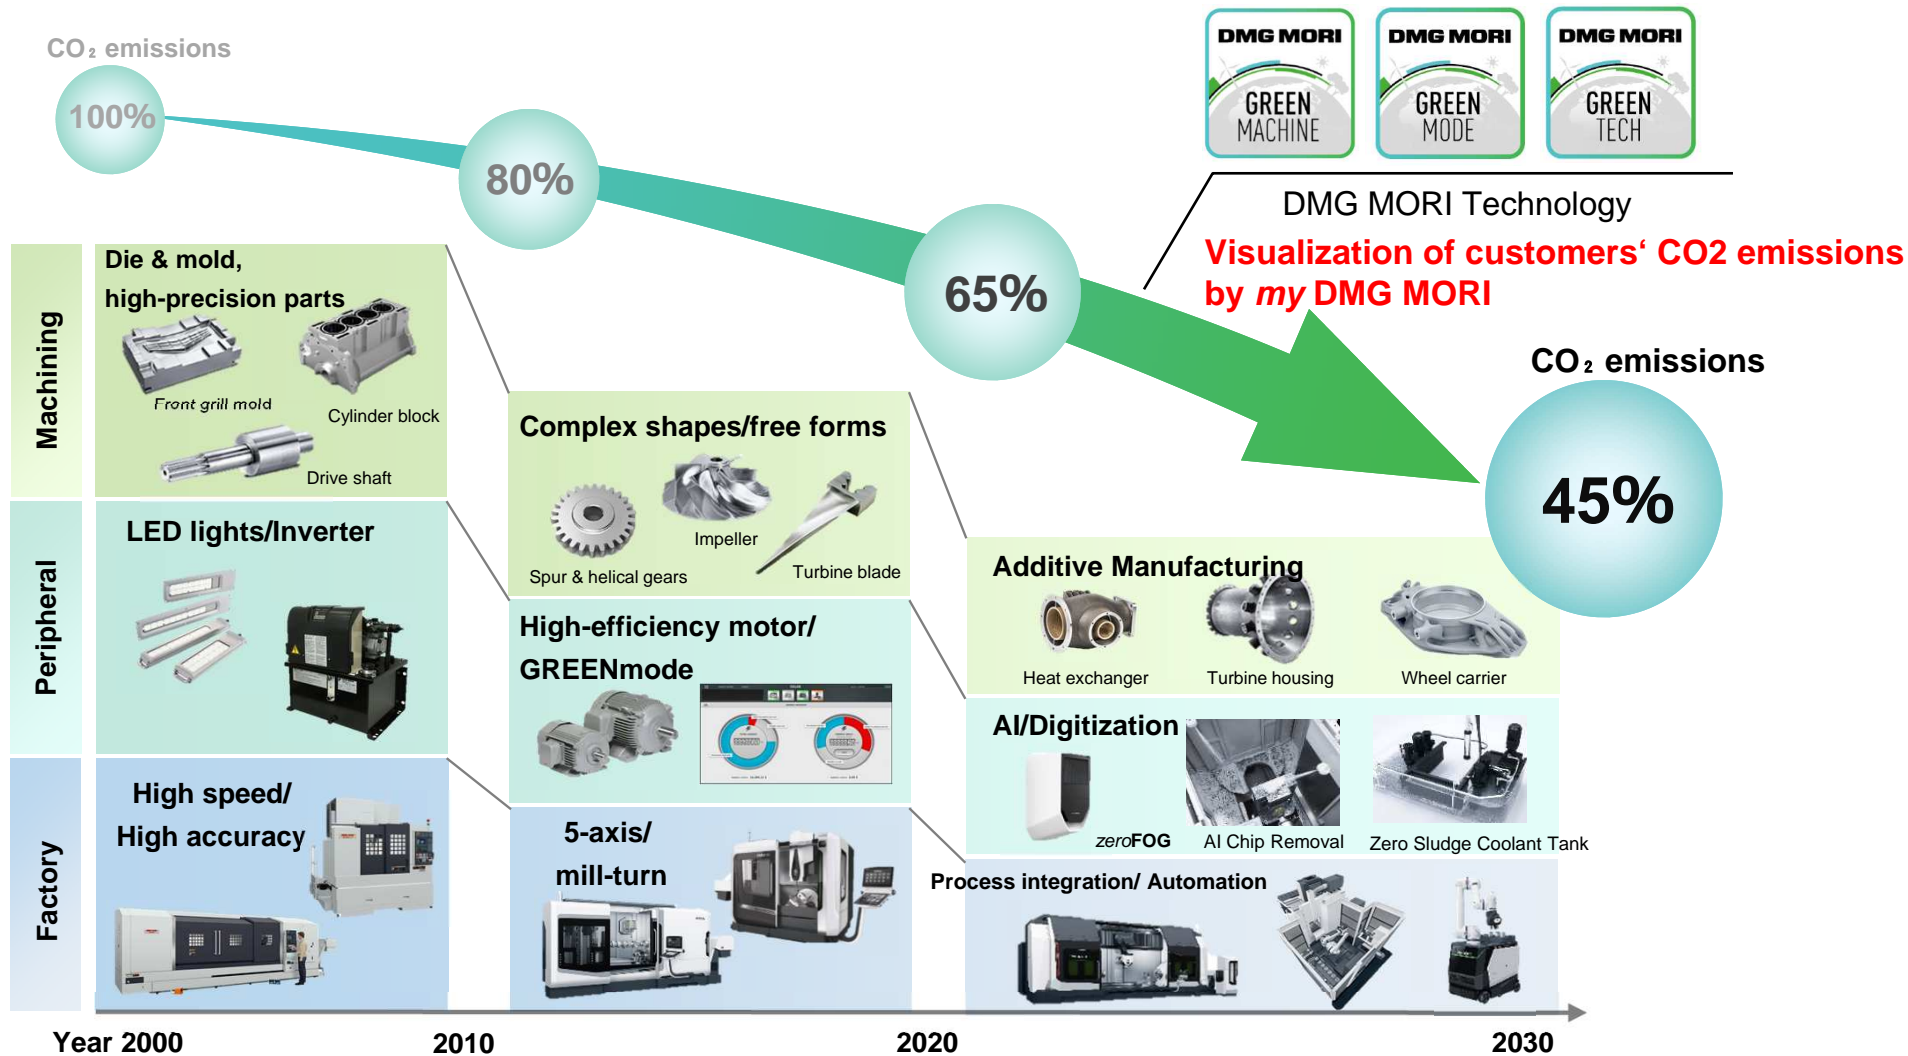 CO₂ emissions
100%
80%
65%
DMG MORI
GREEN
MACHINE
DMG MORI
GREEN
MODE
DMG MORI
GREEN
TECH
DMG MORI Technology
Visualization of customers‘ CO2 emissions
by my DMG MORI
CO₂ emissions
45%
Machining
Die & mold,
high-precision parts
Front grill mold
Cylinder block
Drive shaft
Complex shapes/free forms
Spur & helical gears
Impeller
Turbine blade
Additive Manufacturing
Heat exchanger
Turbine housing
Wheel carrier
Peripheral
LED lights/Inverter
High-efficiency motor/
GREENmode
AI/Digitization
zeroFOG
AI Chip Removal
Zero Sludge Coolant Tank
Factory
High speed/
High accuracy
5-axis/
mill-turn
Process integration/ Automation
Year 2000
2010
2020
2030